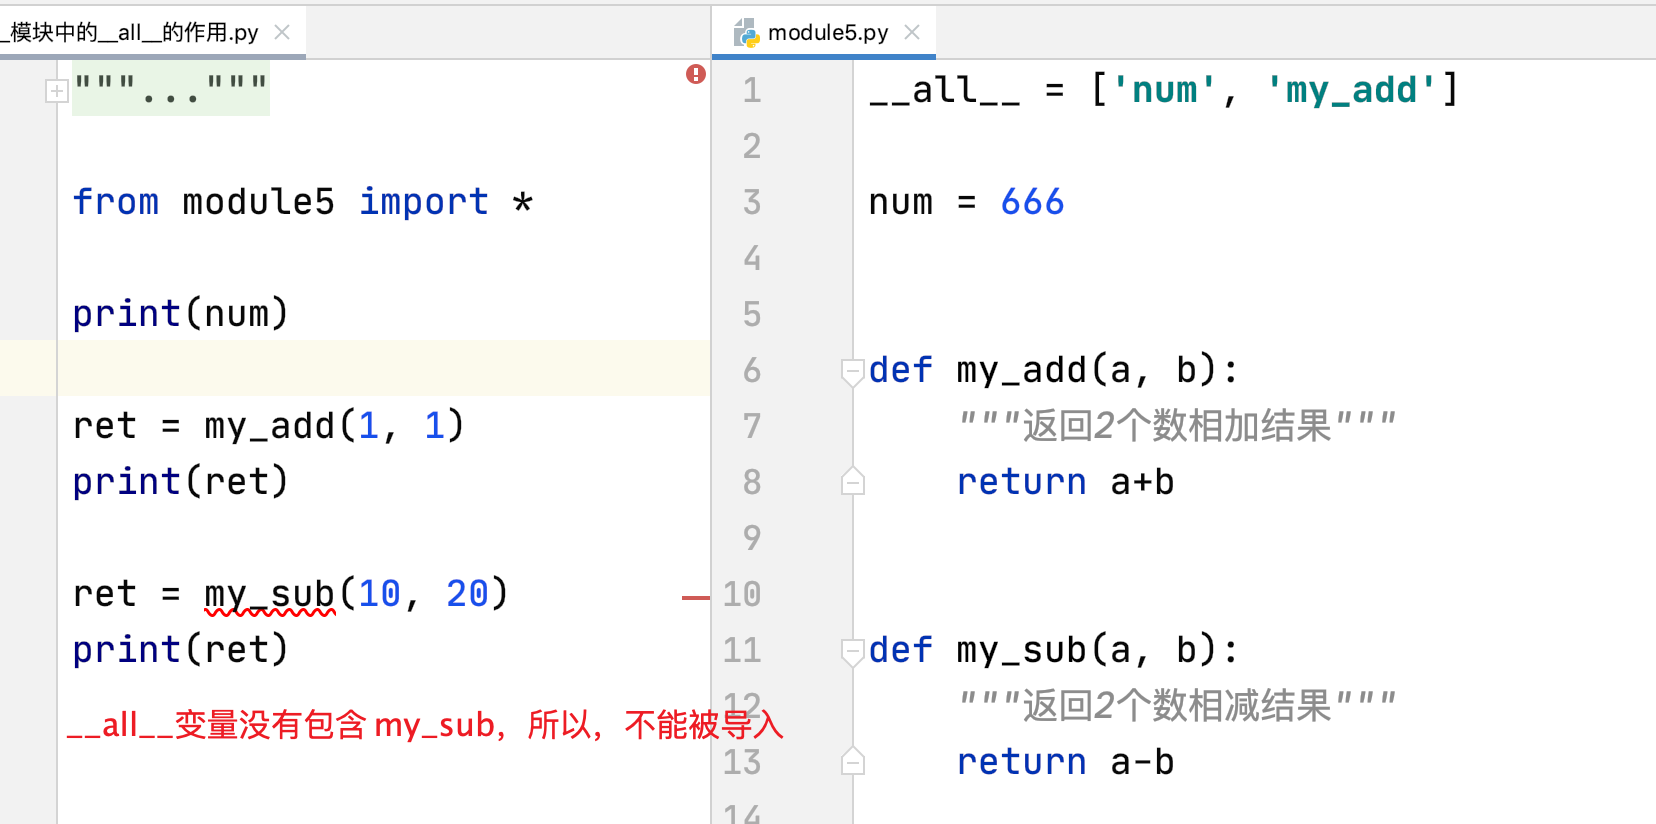 _模块中的__all__的作用.py
"""..."""
from module5 import *
print(num)
ret = my_add(1, 1)
print(ret)
ret = my_sub(10, 20)
print(ret)
__all__变量没有包含 my_sub，所以，不能被导入
module5.py
1 __all__ = ['num', 'my_add']
2
3 num = 666
4
5
6 def my_add(a, b):
7 """返回2个数相加结果"""
8 return a+b
9
10
11 def my_sub(a, b):
12 """返回2个数相减结果"""
13 return a-b
14